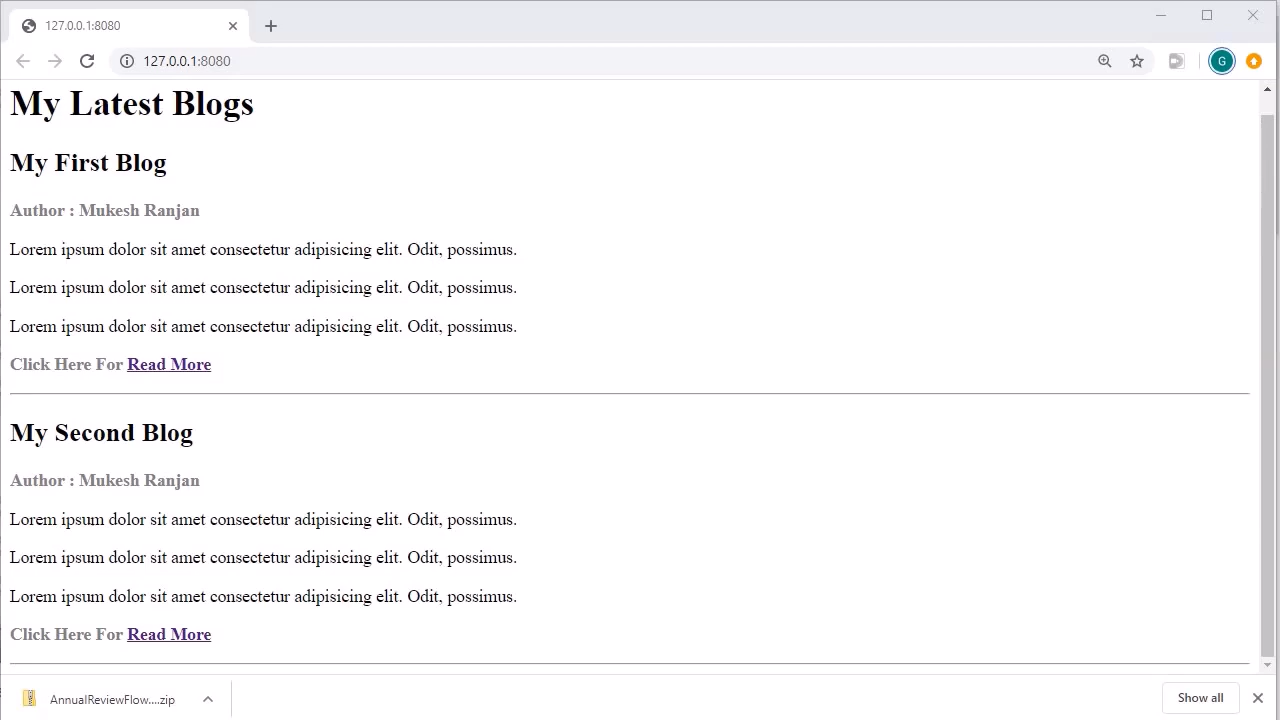 127.0.0.1:8080
127.0.0.1:8080
G
My Latest Blogs
My First Blog
Author : Mukesh Ranjan
Lorem ipsum dolor sit amet consectetur adipisicing elit. Odit, possimus.
Lorem ipsum dolor sit amet consectetur adipisicing elit. Odit, possimus.
Lorem ipsum dolor sit amet consectetur adipisicing elit. Odit, possimus.
Click Here For Read More
My Second Blog
Author : Mukesh Ranjan
Lorem ipsum dolor sit amet consectetur adipisicing elit. Odit, possimus.
Lorem ipsum dolor sit amet consectetur adipisicing elit. Odit, possimus.
Lorem ipsum dolor sit amet consectetur adipisicing elit. Odit, possimus.
Click Here For Read More
AnnualReviewFlow....zip
Show all